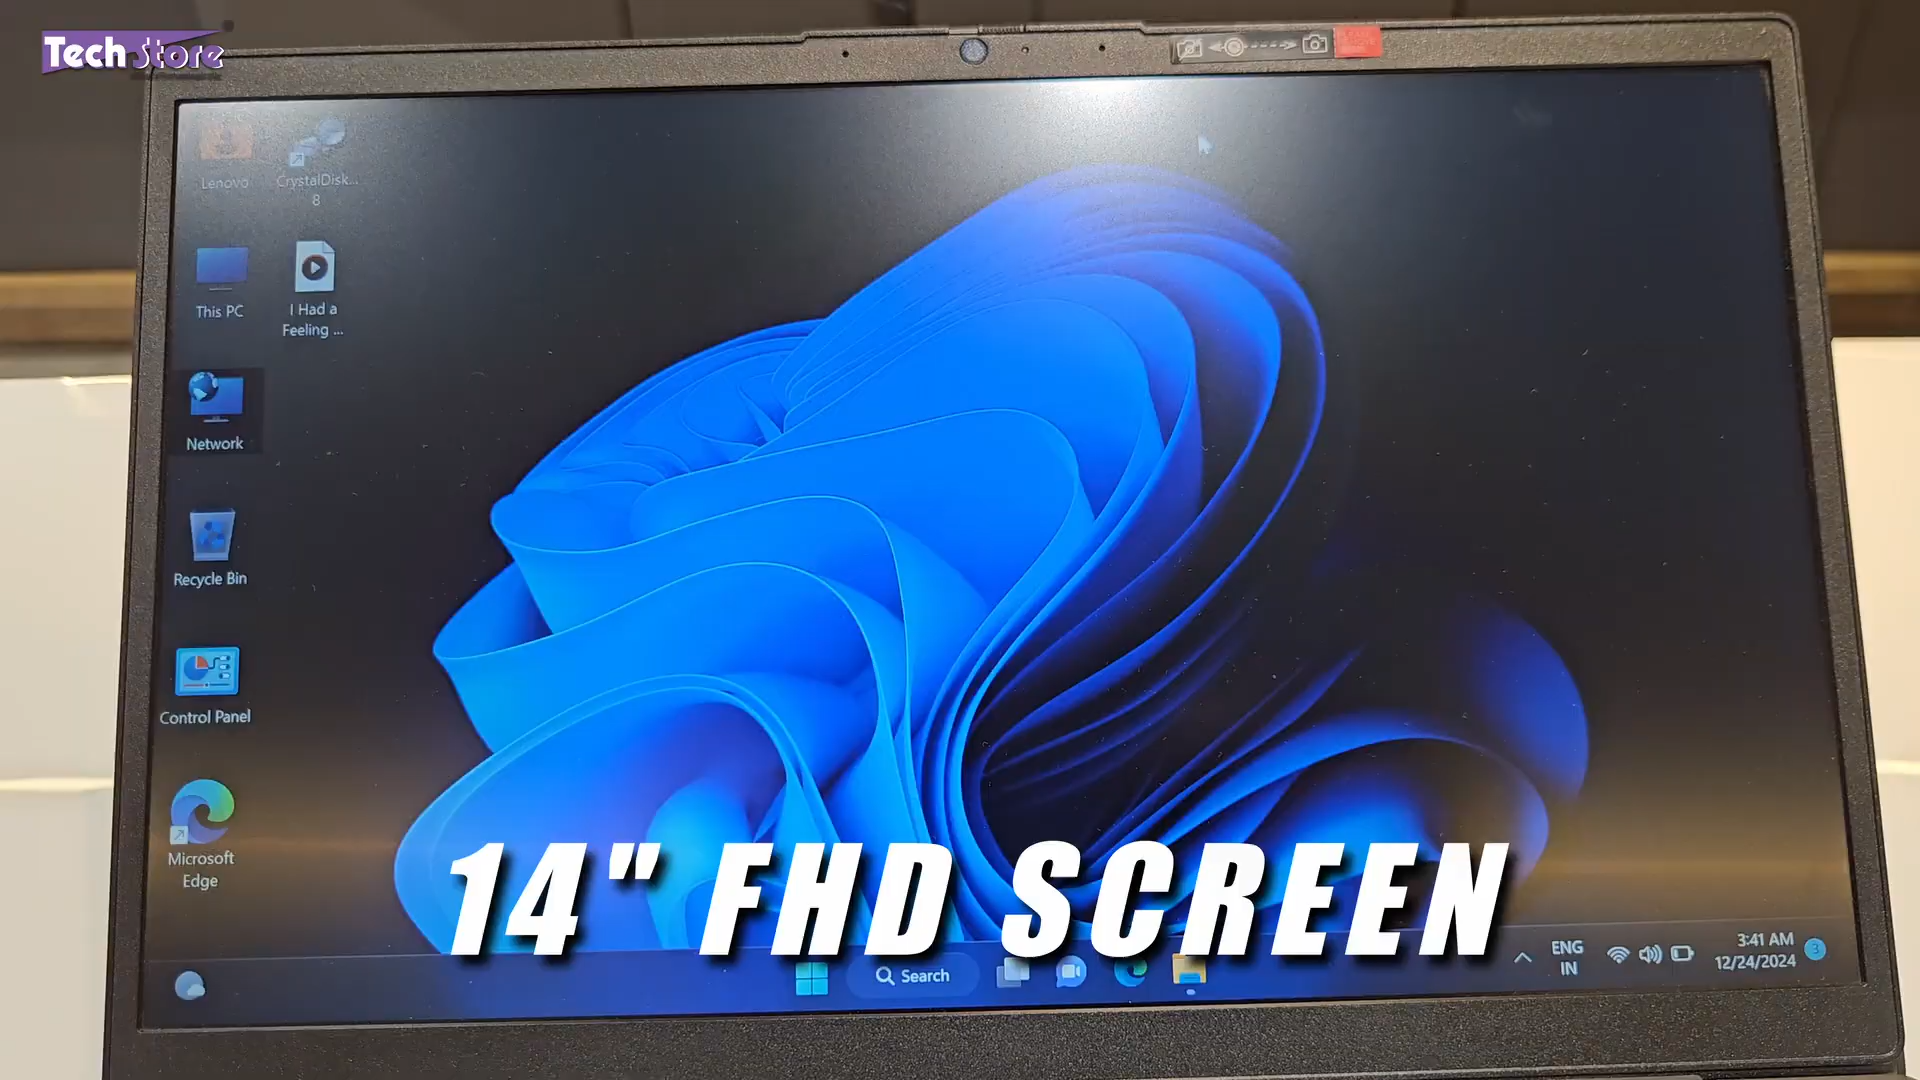 Tech Store
Lenovo
CrystalDisk...
8
This PC
I Had a
Feeling ...
Network
Recycle Bin
Control Panel
Microsoft
Edge
14" FHD SCREEN
Search
ENG
IN
3:41 AM
12/24/2024
3